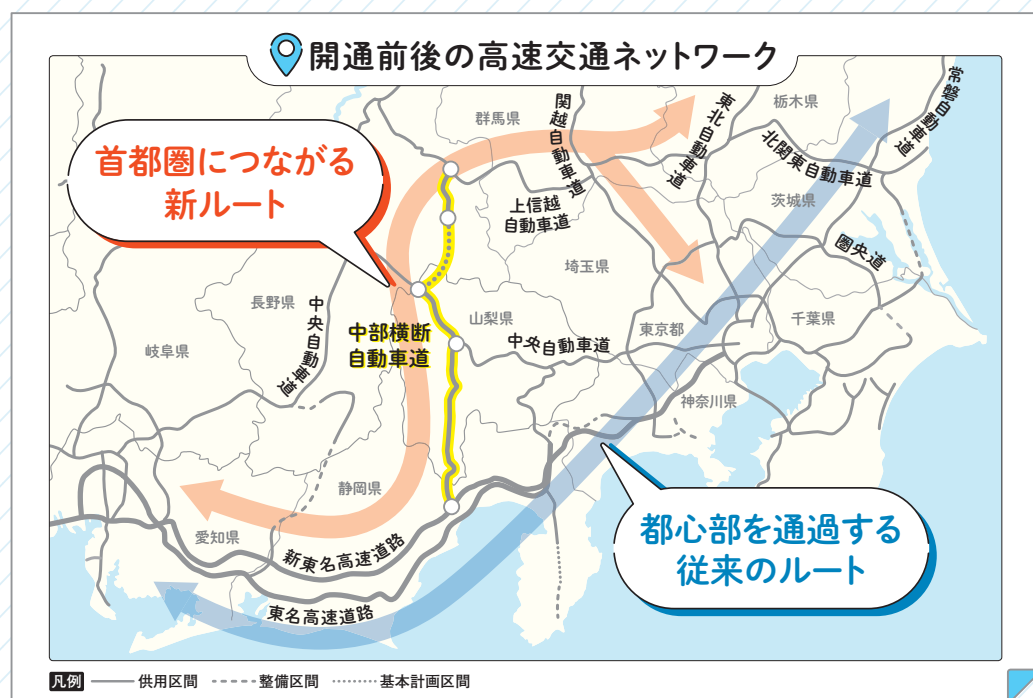 開通前後の高速交通ネットワーク
首都圏につながる
新ルート
群馬県
関越自動車道
東北自動車道
栃木県
常磐自動車道
北関東自動車道
茨城県
上信越
自動車道
圏央道
埼玉県
長野県
中央自動車道
中部横断
自動車道
山梨県
中央自動車道
東京都
千葉県
岐阜県
神奈川県
静岡県
愛知県
新東名高速道路
東名高速道路
都心部を通過する
従来のルート
凡例 供用区間 整備区間 基本計画区間